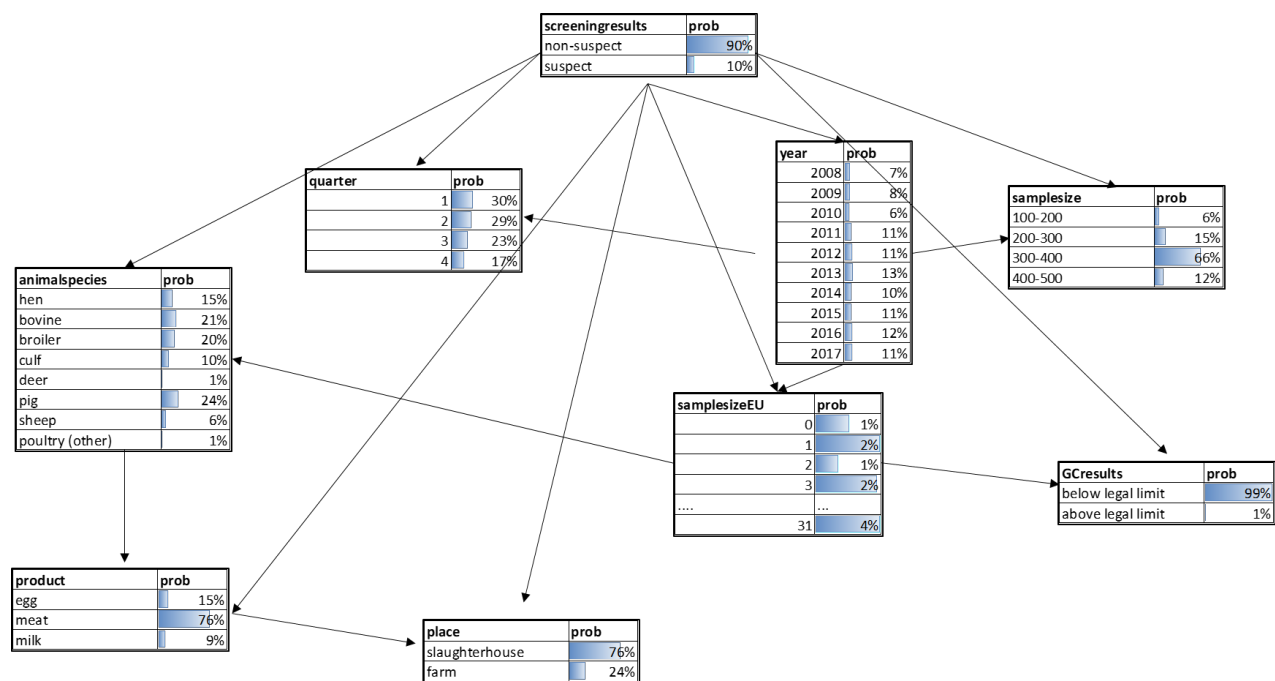 screeningresults prob
non-suspect 90%
suspect 10%
year prob
2008 7%
2009 8%
2010 6%
2011 11%
2012 11%
2013 13%
2014 10%
2015 11%
2016 12%
2017 11%
quarter prob
1 30%
2 29%
3 23%
4 17%
samplesize prob
100-200 6%
200-300 15%
300-400 66%
400-500 12%
animalspecies prob
hen 15%
bovine 21%
broiler 20%
culf 10%
deer 1%
pig 24%
sheep 6%
poultry (other) 1%
samplesizeEU prob
0 1%
1 2%
2 1%
3 2%
.... ...
31 4%
GCresults prob
below legal limit 99%
above legal limit 1%
product prob
egg 15%
meat 76%
milk 9%
place prob
slaughterhouse 76%
farm 24%